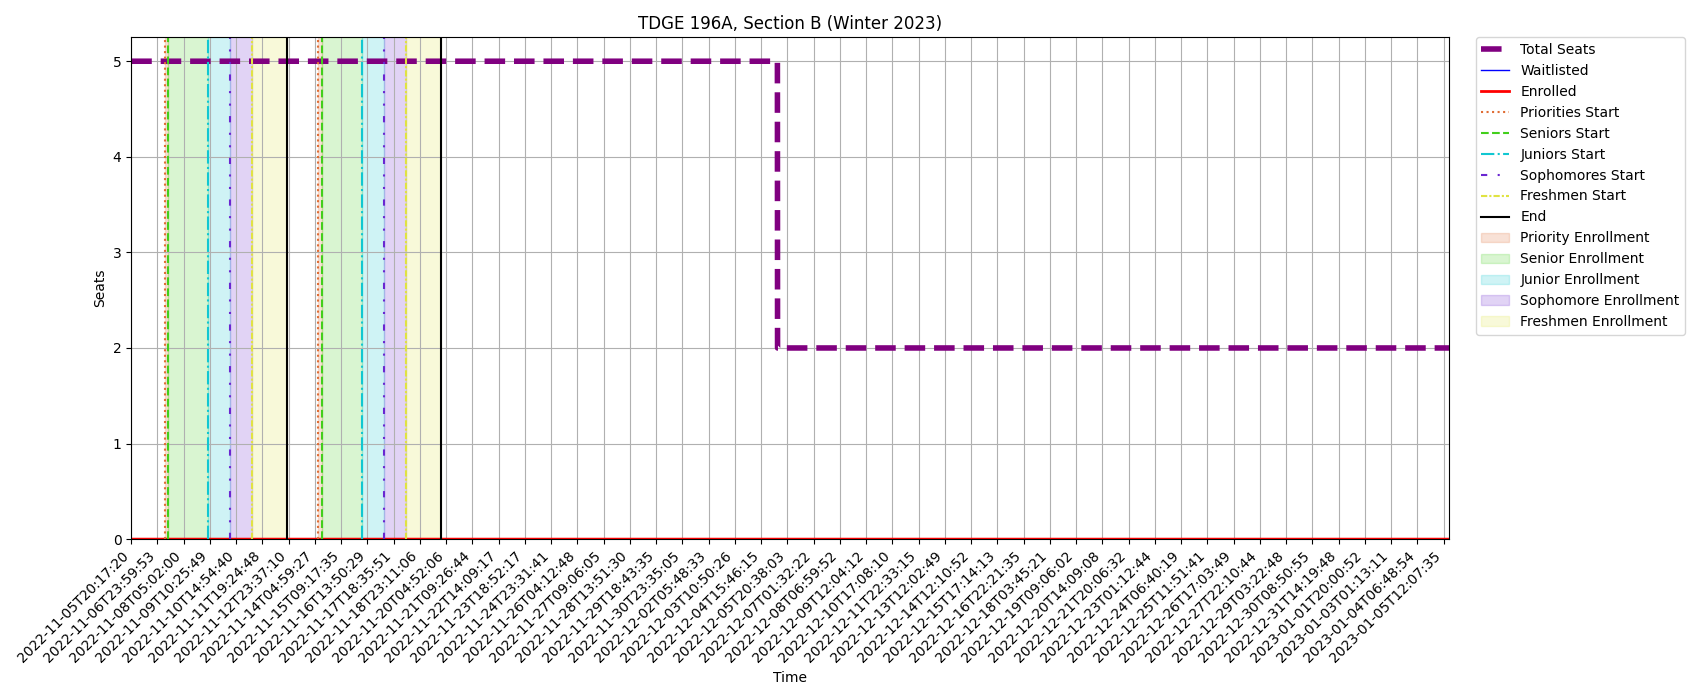 TDGE 196A, Section B (Winter 2023)
Seats
5
4
3
2
1
0
2022-11-05T20:17:20
2022-11-06T23:59:53
2022-11-08T05:02:00
2022-11-09T10:25:49
2022-11-10T14:54:40
2022-11-11T19:24:48
2022-11-12T23:37:10
2022-11-14T04:59:27
2022-11-15T09:17:35
2022-11-16T13:50:29
2022-11-17T18:35:51
2022-11-18T23:11:06
2022-11-20T04:52:06
2022-11-21T09:26:44
2022-11-22T14:09:17
2022-11-23T18:52:17
2022-11-24T23:31:41
2022-11-26T04:12:48
2022-11-27T09:06:05
2022-11-28T13:51:30
2022-11-29T18:43:35
2022-11-30T23:35:05
2022-12-02T05:48:33
2022-12-03T10:50:26
2022-12-04T15:46:15
2022-12-05T20:38:03
2022-12-07T01:32:22
2022-12-08T06:59:52
2022-12-09T12:04:12
2022-12-10T17:08:10
2022-12-11T22:33:15
2022-12-13T12:02:49
2022-12-14T12:10:52
2022-12-15T17:14:13
2022-12-16T22:21:35
2022-12-18T03:45:21
2022-12-19T09:06:02
2022-12-20T14:09:08
2022-12-21T20:06:32
2022-12-23T01:12:44
2022-12-24T06:40:19
2022-12-25T11:51:41
2022-12-26T17:03:49
2022-12-27T22:10:44
2022-12-29T03:22:48
2022-12-30T08:50:55
2022-12-31T14:19:48
2023-01-01T20:00:52
2023-01-03T01:13:11
2023-01-04T06:48:54
2023-01-05T12:07:35
Time
Total Seats
Waitlisted
Enrolled
Priorities Start
Seniors Start
Juniors Start
Sophomores Start
Freshmen Start
End
Priority Enrollment
Senior Enrollment
Junior Enrollment
Sophomore Enrollment
Freshmen Enrollment